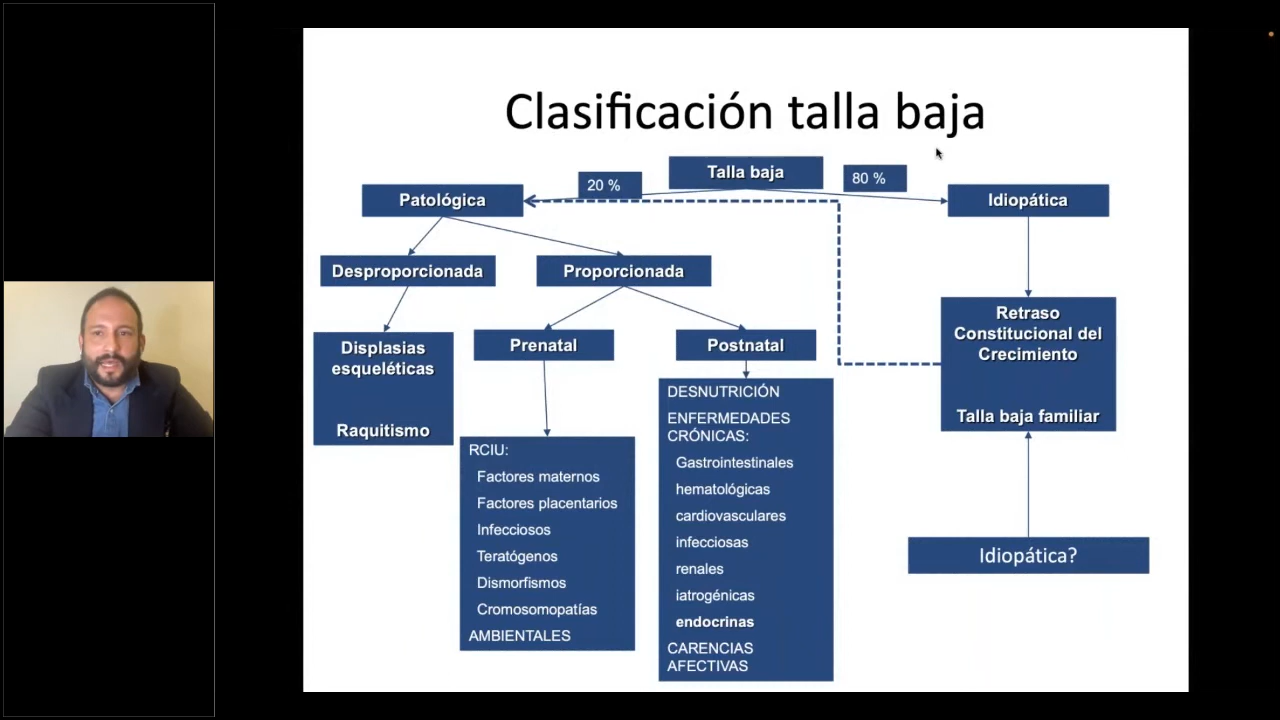 Clasificación talla baja
Talla baja
20 %
80 %
Patológica
Idiopática
Desproporcionada
Proporcionada
Displasias
esqueléticas
Raquitismo
Prenatal
Postnatal
RCIU:
Factores maternos
Factores placentarios
Infecciosos
Teratógenos
Dismorfismos
Cromosomopatías
AMBIENTALES
DESNUTRICIÓN
ENFERMEDADES
CRÓNICAS:
Gastrointestinales
hematológicas
cardiovasculares
infecciosas
renales
iatrogénicas
endocrinas
CARENCIAS
AFECTIVAS
Retraso
Constitucional del
Crecimiento
Talla baja familiar
Idiopática?